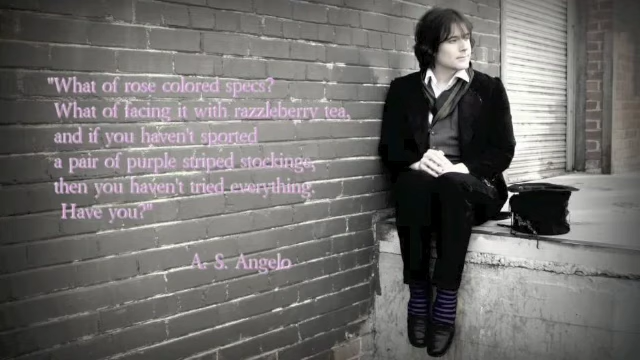 "What of rose colored specs?
What of facing it with razzleberry tea,
and if you haven't sported
a pair of purple striped stockings,
then you haven't tried everything.
Have you?"
A. S. Angelo